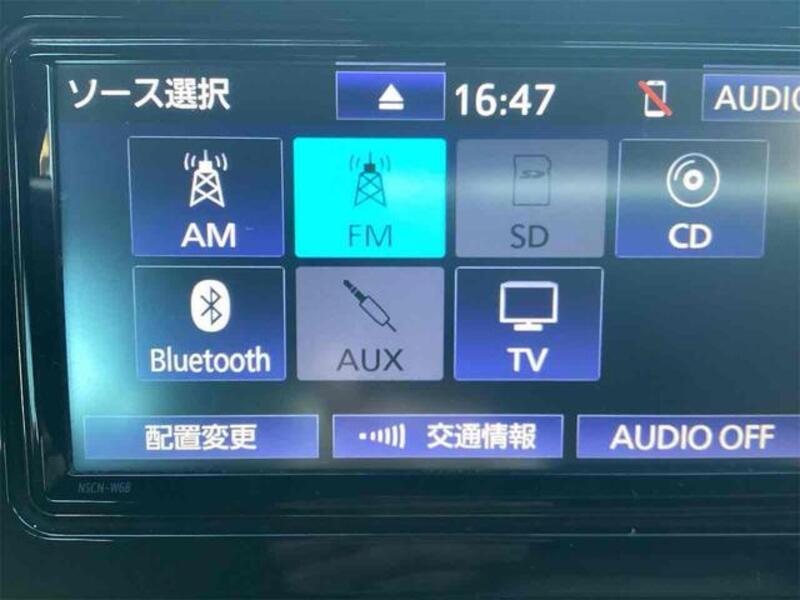 ソース選択 16:47 AUDIO
AM FM SD CD
Bluetooth AUX TV
配置変更 交通情報 AUDIO OFF
NSCN-W68